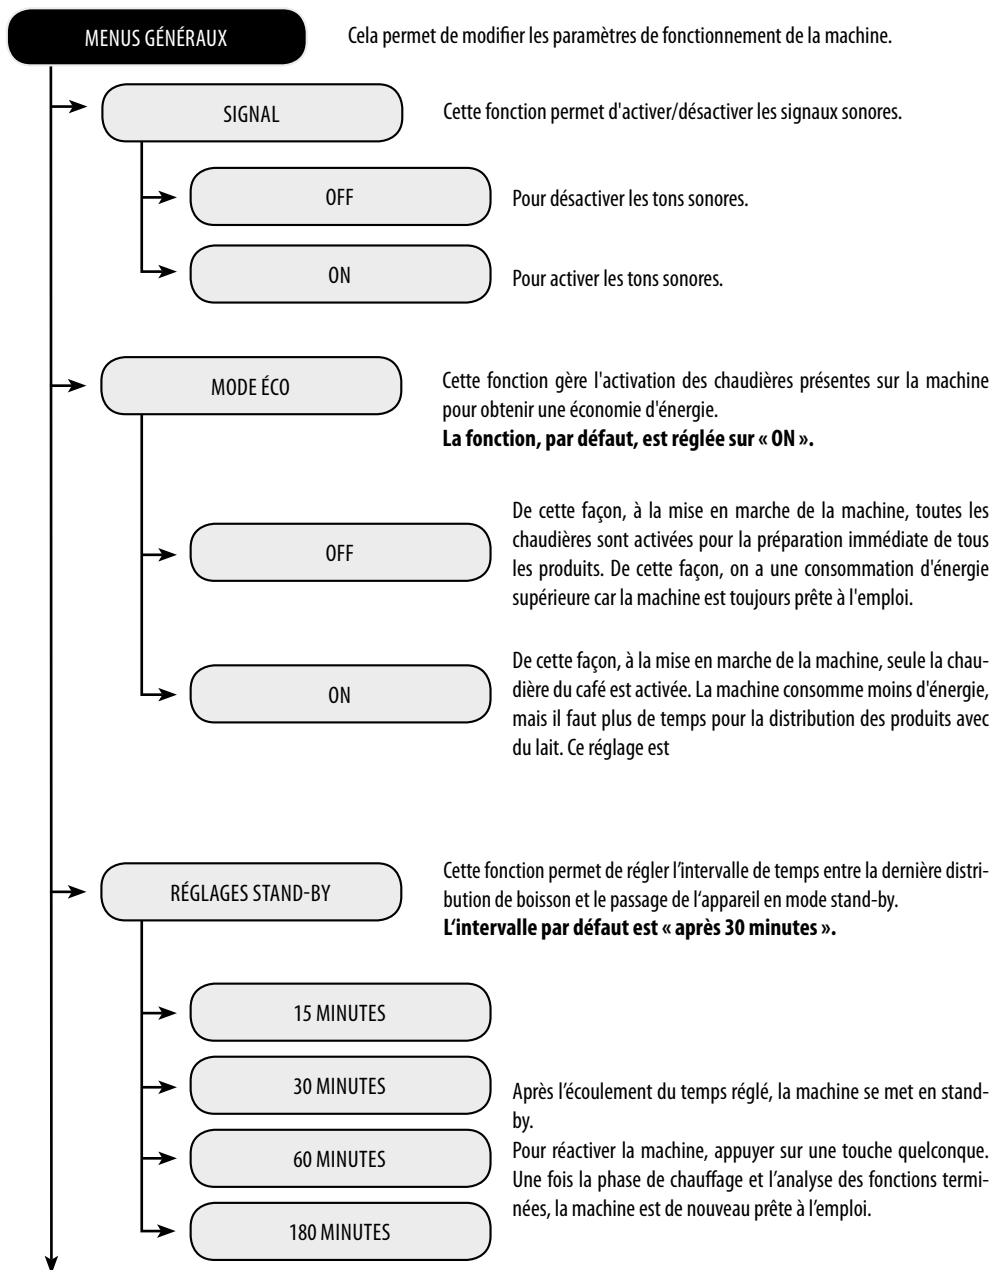 MENUS GÉNÉRAUX
Cela permet de modifier les paramètres de fonctionnement de la machine.
SIGNAL
Cette fonction permet d'activer/désactiver les signaux sonores.
OFF
Pour désactiver les tons sonores.
ON
Pour activer les tons sonores.
MODE ÉCO
Cette fonction gère l'activation des chaudières présentes sur la machine
pour obtenir une économie d'énergie.
La fonction, par défaut, est réglée sur « ON ».
OFF
De cette façon, à la mise en marche de la machine, toutes les
chaudières sont activées pour la préparation immédiate de tous
les produits. De cette façon, on a une consommation d'énergie
supérieure car la machine est toujours prête à l'emploi.
ON
De cette façon, à la mise en marche de la machine, seule la chau-
dière du café est activée. La machine consomme moins d'énergie,
mais il faut plus de temps pour la distribution des produits avec
du lait. Ce réglage est
RÉGLAGES STAND-BY
Cette fonction permet de régler l’intervalle de temps entre la dernière distri-
bution de boisson et le passage de l‘appareil en mode stand-by.
L‘intervalle par défaut est « après 30 minutes ».
15 MINUTES
30 MINUTES
60 MINUTES
180 MINUTES
Après l’écoulement du temps réglé, la machine se met en stand-
by.
Pour réactiver la machine, appuyer sur une touche quelconque.
Une fois la phase de chauffage et l’analyse des fonctions termi-
nées, la machine est de nouveau prête à l’emploi.